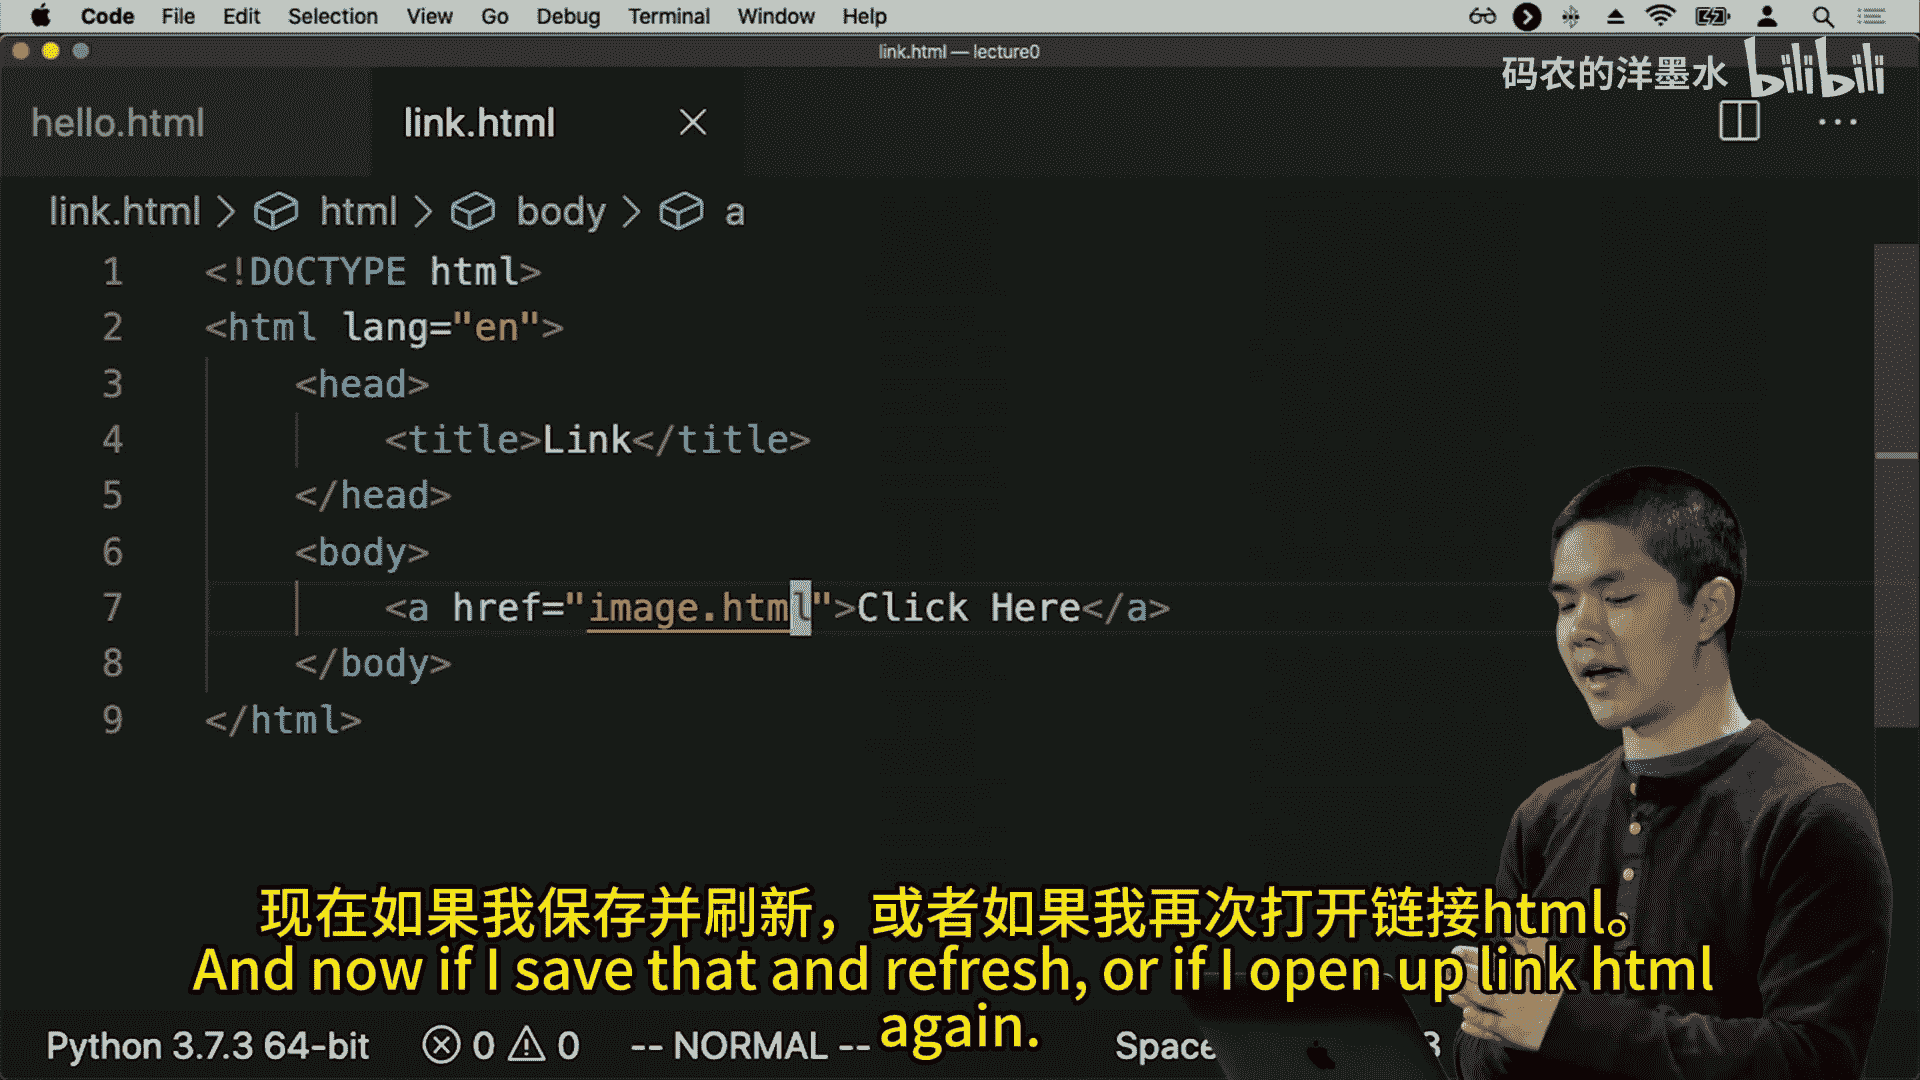 Code File Edit Selection View Go Debug Terminal Window Help
link.html — lecture0
码农的洋墨水 bilibili
hello.html link.html
link.html > html > body > a
1 <!DOCTYPE html>
2 <html lang="en">
3 <head>
4 <title>Link</title>
5 </head>
6 <body>
7 <a href="image.html">Click Here</a>
8 </body>
9 </html>
现在如果我保存并刷新，或者如果我再次打开链接html。
And now if I save that and refresh, or if I open up link html
again.
Python 3.7.3 64-bit 0 0 -- NORMAL -- Space 3